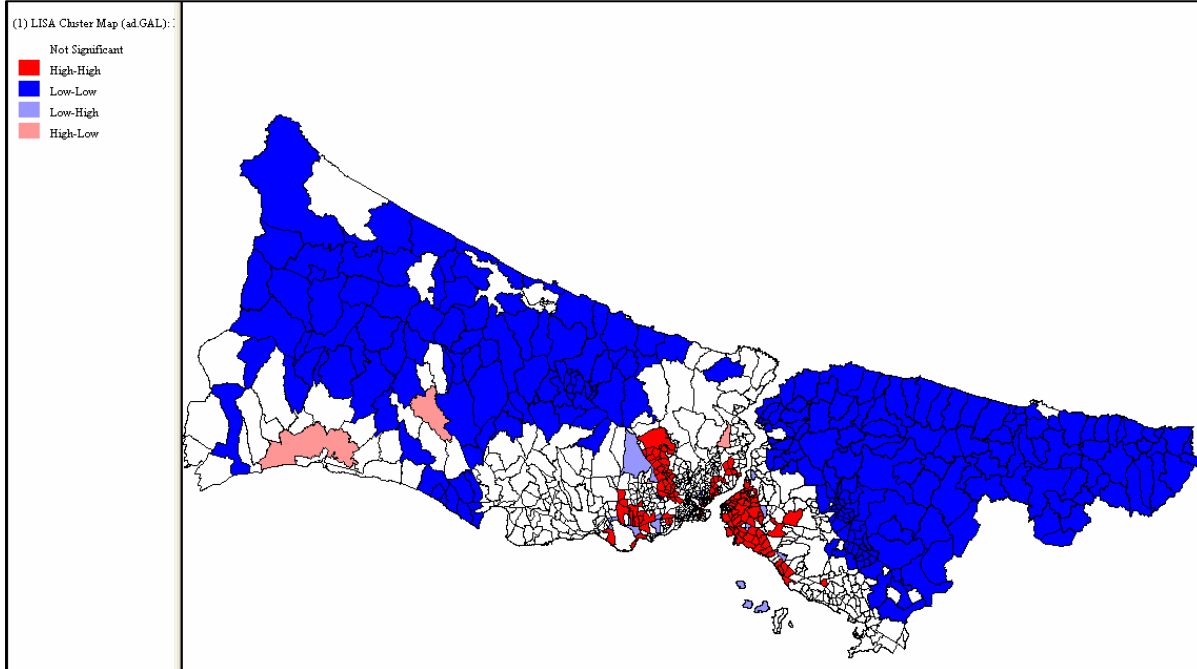 (1) LISA Cluster Map (ad.GAL):
Not Significant
High-High
Low-Low
Low-High
High-Low